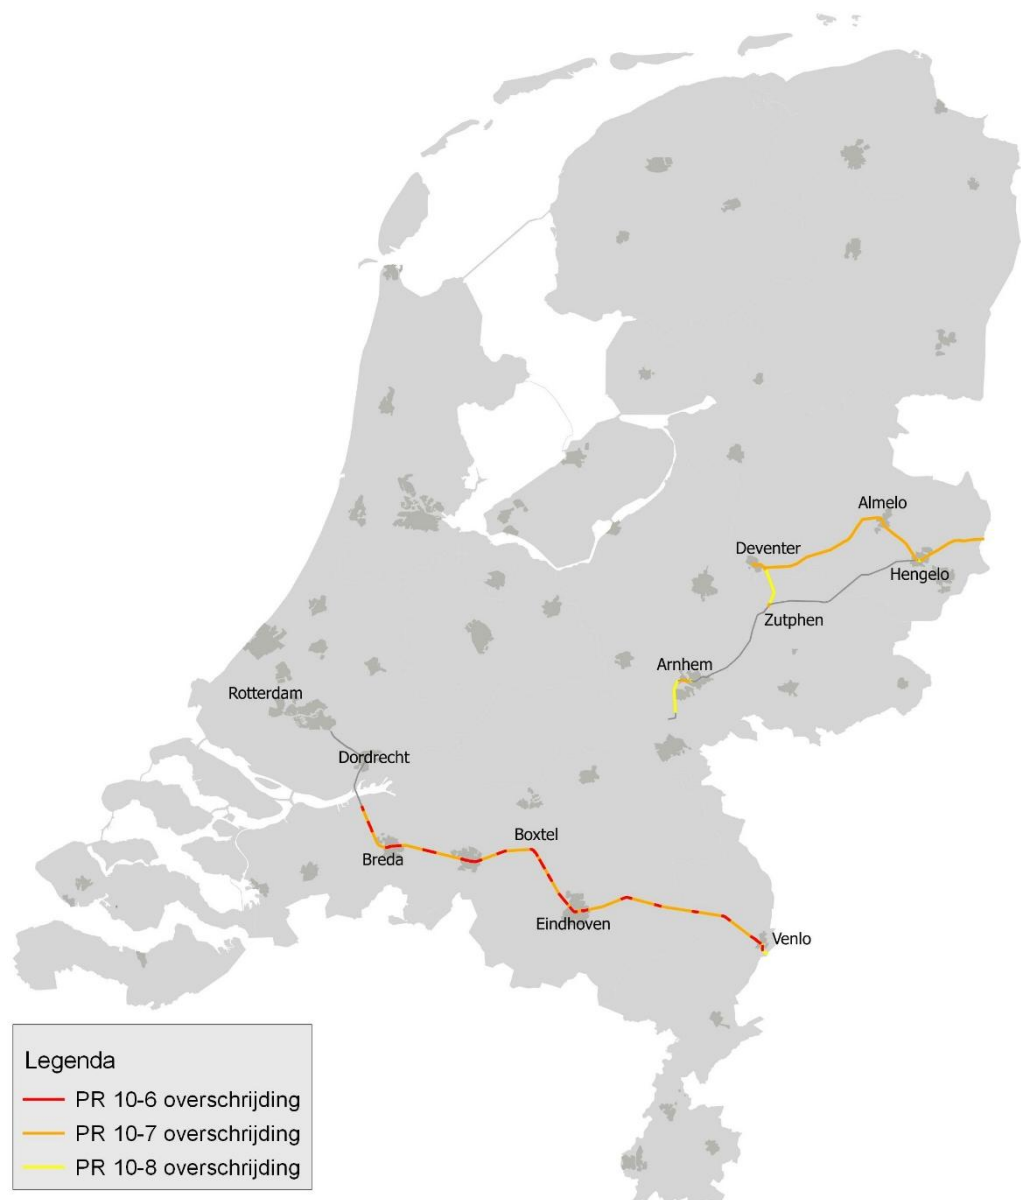 Almelo
Deventer
Hengelo
Zutphen
Arnhem
Rotterdam
Dordrecht
Boxtel
Breda
Eindhoven
Venlo
Legenda
PR 10-6 overschrijding
PR 10-7 overschrijding
PR 10-8 overschrijding